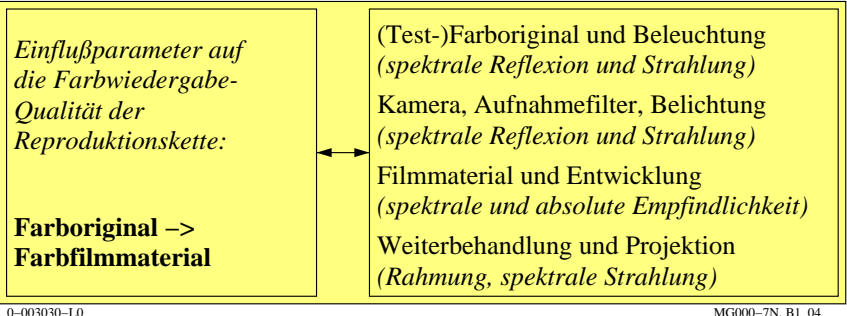 Einflußparameter auf
die Farbwiedergabe-
Qualität der
Reproduktionskette:
Farboriginal −>
Farbfilmmaterial
(Test-)Farboriginal und Beleuchtung
(spektrale Reflexion und Strahlung)
Kamera, Aufnahmefilter, Belichtung
(spektrale Reflexion und Strahlung)
Filmmaterial und Entwicklung
(spektrale und absolute Empfindlichkeit)
Weiterbehandlung und Projektion
(Rahmung, spektrale Strahlung)
0−003030−L0
MG000−7N, B1_04